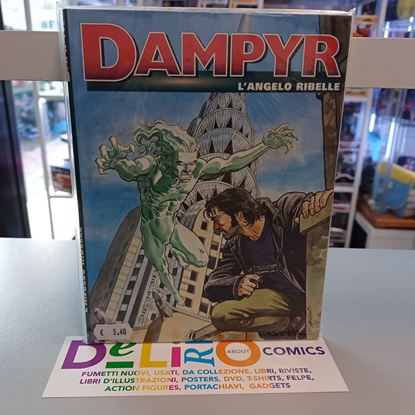 DAMPYR
L'ANGELO RIBELLE
€ 5,40
DeLiRio ABOUT COMICS
FUMETTI NUOVI, USATI, DA COLLEZIONE, LIBRI, RIVISTE,
LIBRI D'ILLUSTRAZIONI, POSTERS, DVD, T-SHIRTS, FELPE,
ACTION FIGURES, PORTACHIAVI, GADGETS